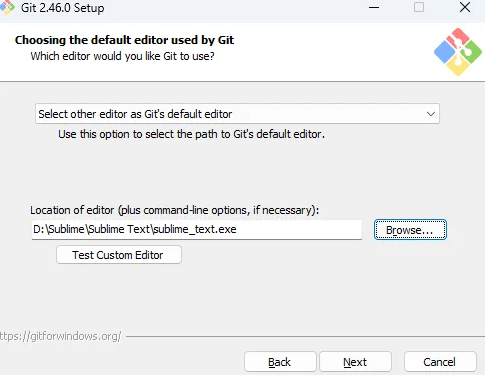 Git 2.46.0 Setup
Choosing the default editor used by Git
Which editor would you like Git to use?
Select other editor as Git's default editor
Use this option to select the path to Git's default editor.
Location of editor (plus command-line options, if necessary):
D:\Sublime\Sublime Text\sublime_text.exe
Browse...
Test Custom Editor
ttps://gitforwindows.org/
Back
Next
Cancel